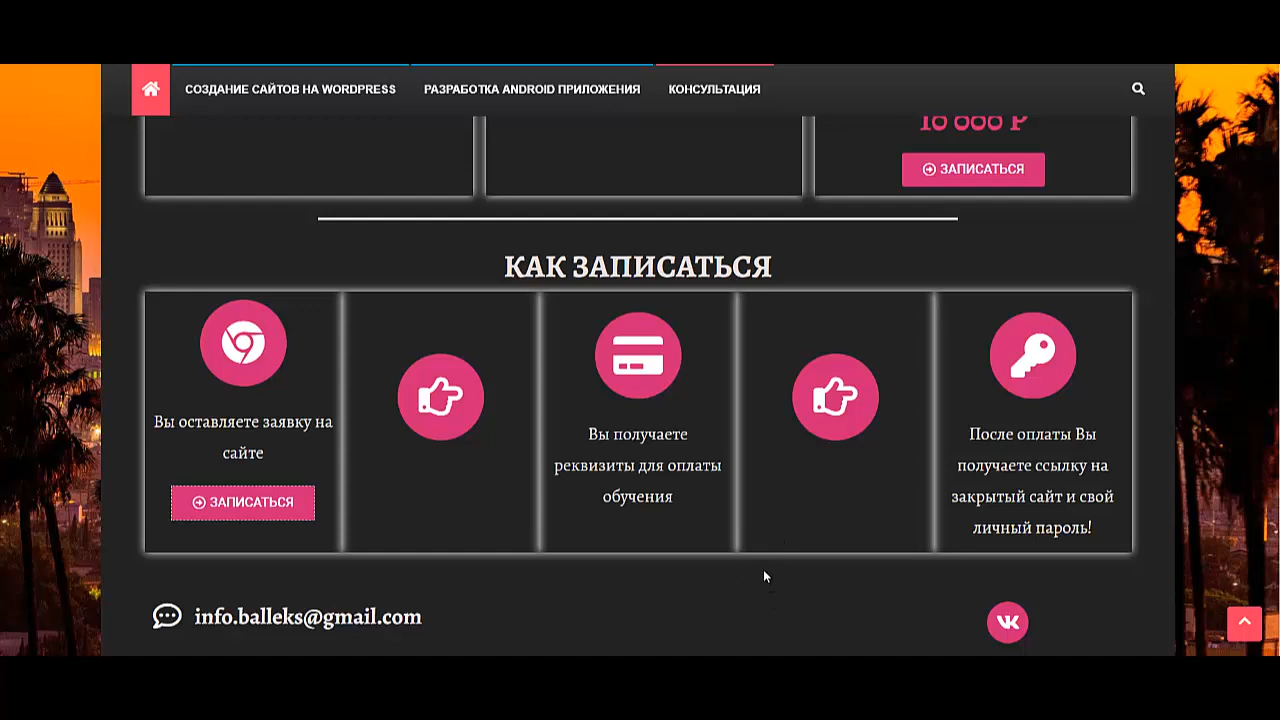 СОЗДАНИЕ САЙТОВ НА WORDPRESS РАЗРАБОТКА ANDROID ПРИЛОЖЕНИЯ КОНСУЛЬТАЦИЯ
Р
ЗАПИСАТЬСЯ
КАК ЗАПИСАТЬСЯ
Вы оставляете заявку на
сайте
ЗАПИСАТЬСЯ
Вы получаете
реквизиты для оплаты
обучения
После оплаты Вы
получаете ссылку на
закрытый сайт и свой
личный пароль!
info.balleks@gmail.com